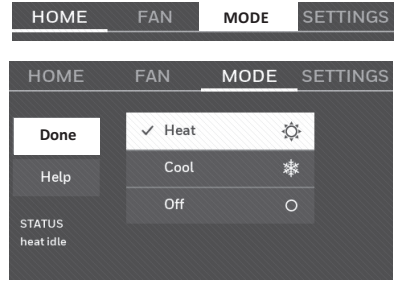 HOME FAN MODE SETTINGS
HOME FAN MODE SETTINGS
Done
Help
STATUS
heat idle
✓ Heat
Cool
Off